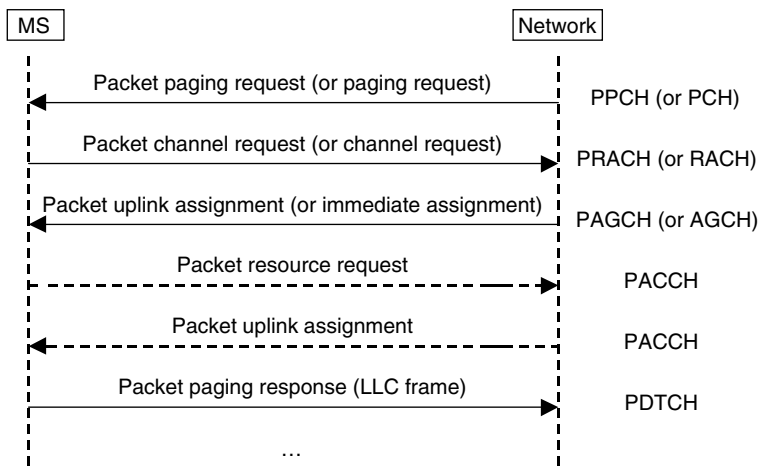 MS Network
Packet paging request (or paging request) PPCH (or PCH)
Packet channel request (or channel request) PRACH (or RACH)
Packet uplink assignment (or immediate assignment) PAGCH (or AGCH)
Packet resource request PACCH
Packet uplink assignment PACCH
Packet paging response (LLC frame) PDTCH
…